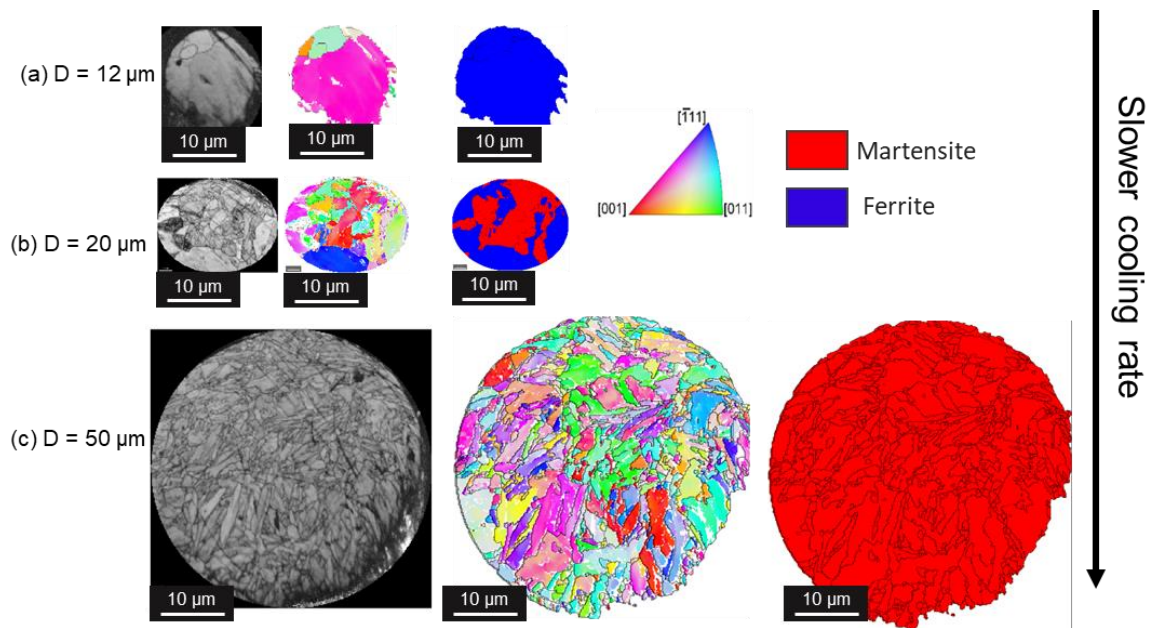 (a) D = 12 µm
10 µm
10 µm
10 µm
[1̅11]
[001]
[011]
Martensite
Ferrite
(b) D = 20 µm
10 µm
10 µm
10 µm
(c) D = 50 µm
10 µm
10 µm
10 µm
Slower cooling rate